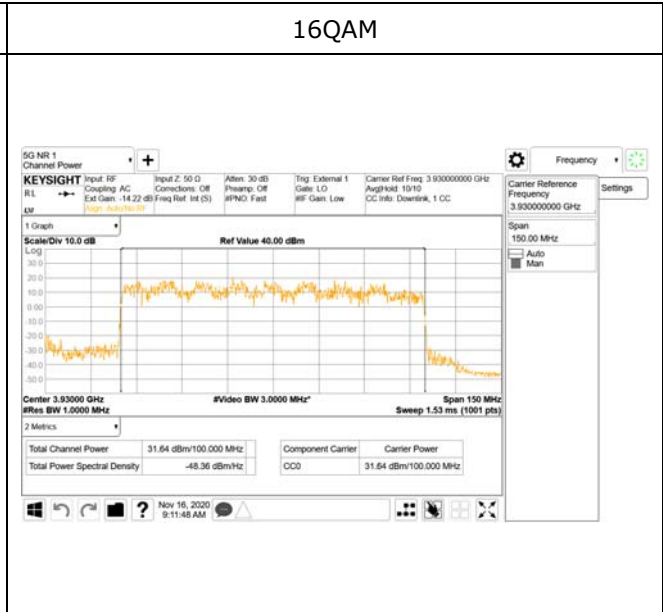 16QAM
5G NR 1
Channel Power
Frequency
KEYSIGHT
Input: RF
Coupling: AC
Ext Gain: -14.22 dB
Align: Auto/No RF
Input Z: 50 Ω
Corrections: Off
Freq Ref: Int (S)
Atten: 30 dB
Preamp: Off
#PNO: Fast
Trig: External 1
Gate: LO
#IF Gain: Low
Carrier Ref Freq: 3.930000000 GHz
Avg|Hold: 10/10
CC Info: Downlink, 1 CC
RL
Carrier Reference
Frequency
3.930000000 GHz
Settings
Span
150.00 MHz
Auto
Man
1 Graph
Scale/Div 10.0 dB
Ref Value 40.00 dBm
Log
30.0
20.0
10.0
0.00
-10.0
-20.0
-30.0
-40.0
-50.0
Center 3.93000 GHz
#Video BW 3.0000 MHz*
Span 150 MHz
#Res BW 1.0000 MHz
Sweep 1.53 ms (1001 pts)
2 Metrics
Total Channel Power 31.64 dBm/100.000 MHz
Total Power Spectral Density -48.36 dBm/Hz
Component Carrier Carrier Power
CC0 31.64 dBm/100.000 MHz
?
Nov 16, 2020
9:11:48 AM